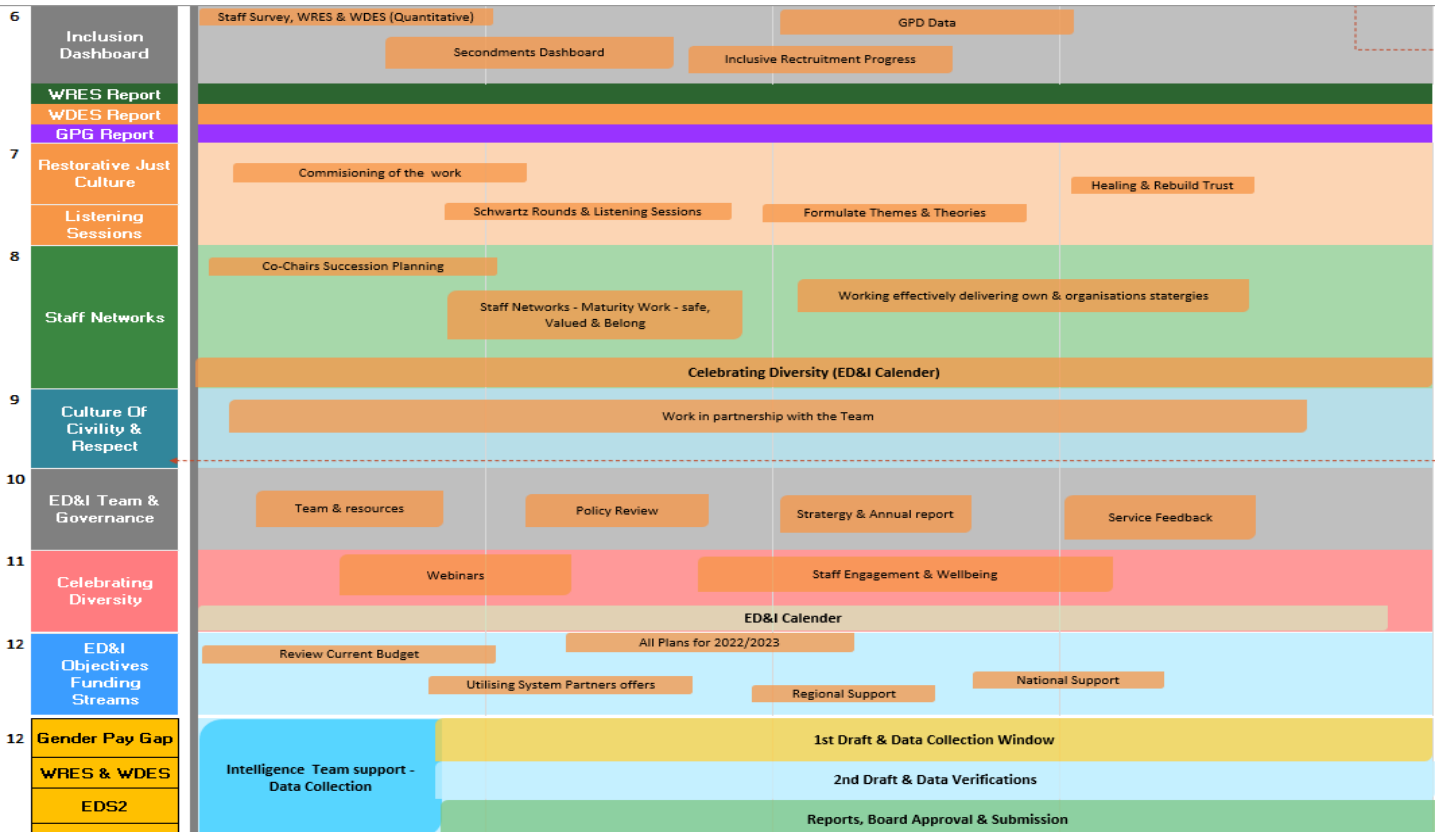 6
Inclusion
Dashboard
Staff Survey, WRES & WDES (Quantitative)
GPD Data
Secondments Dashboard
Inclusive Rectruitment Progress
WRES Report
WDES Report
GPG Report
7
Restorative Just
Culture
Commisioning of the work
Healing & Rebuild Trust
Listening
Sessions
Schwartz Rounds & Listening Sessions
Formulate Themes & Theories
8
Staff Networks
Co-Chairs Succession Planning
Staff Networks - Maturity Work - safe,
Valued & Belong
Working effectively delivering own & organisations statergies
Celebrating Diversity (ED&I Calender)
9
Culture Of
Civility &
Respect
Work in partnership with the Team
10
ED&I Team &
Governance
Team & resources
Policy Review
Stratergy & Annual report
Service Feedback
11
Celebrating
Diversity
Webinars
Staff Engagement & Wellbeing
ED&I Calender
12
ED&I
Objectives
Funding
Streams
Review Current Budget
All Plans for 2022/2023
Utilising System Partners offers
Regional Support
National Support
12
Gender Pay Gap
WRES & WDES
EDS2
Intelligence Team support -
Data Collection
1st Draft & Data Collection Window
2nd Draft & Data Verifications
Reports, Board Approval & Submission